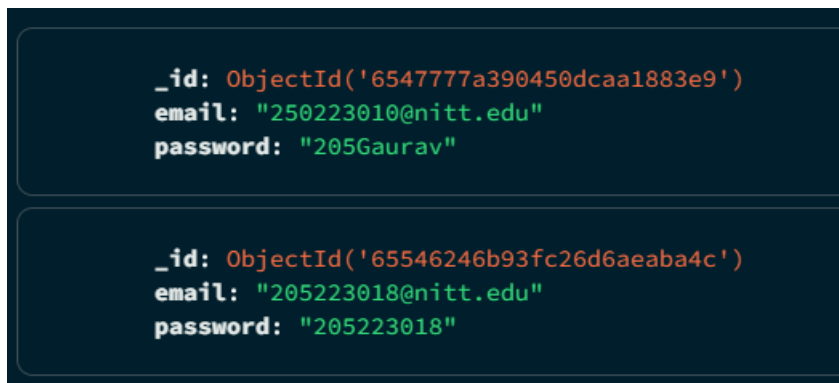 _id: ObjectId('6547777a390450dcaa1883e9')
email: "250223010@nitt.edu"
password: "205Gaurav"
_id: ObjectId('65546246b93fc26d6aeaba4c')
email: "205223018@nitt.edu"
password: "205223018"